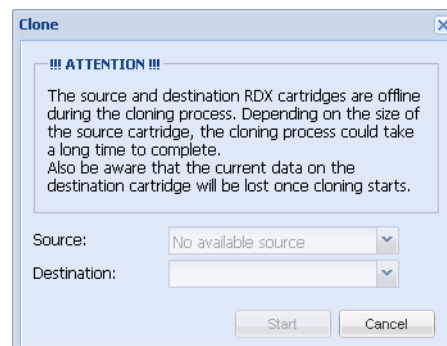 Clone
!!! ATTENTION !!!
The source and destination RDX cartridges are offline
during the cloning process. Depending on the size of
the source cartridge, the cloning process could take
a long time to complete.
Also be aware that the current data on the
destination cartridge will be lost once cloning starts.
Source:
No available source
Destination:
Start
Cancel